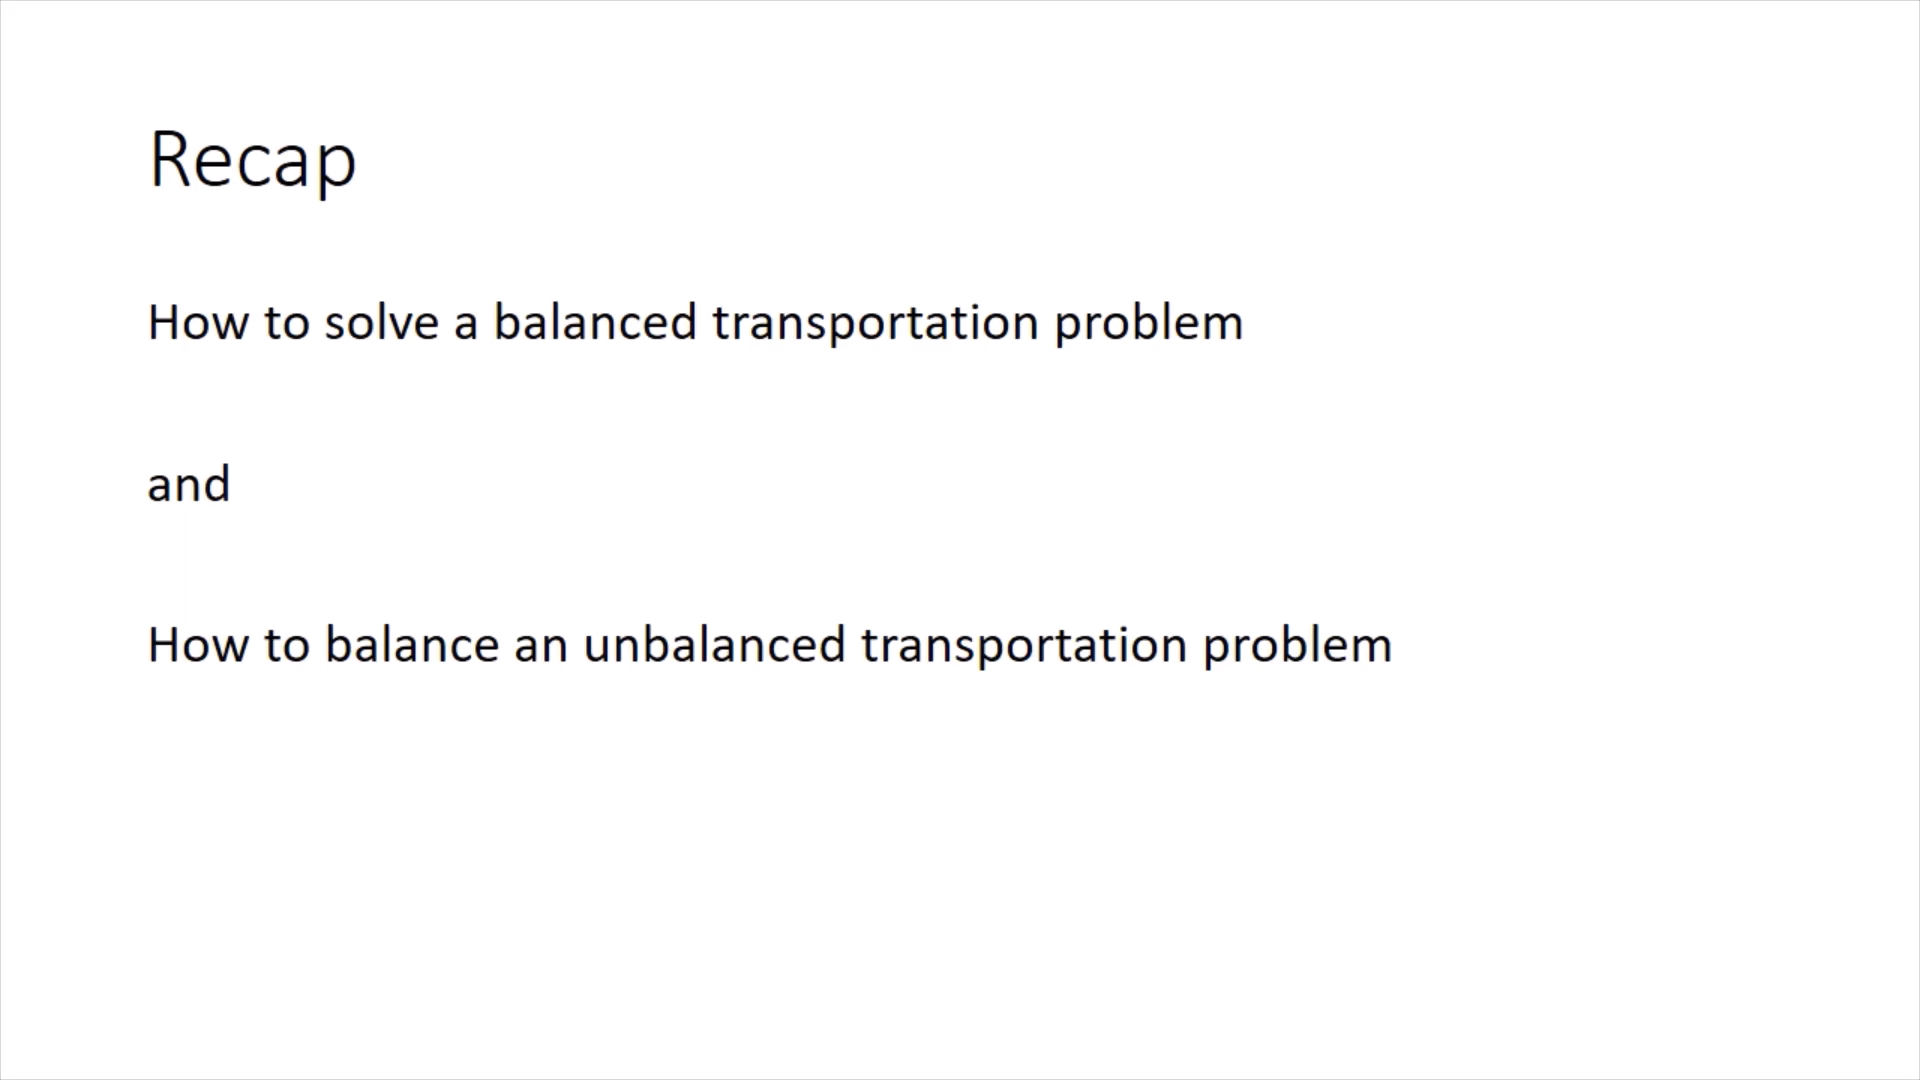 Recap
How to solve a balanced transportation problem
and
How to balance an unbalanced transportation problem